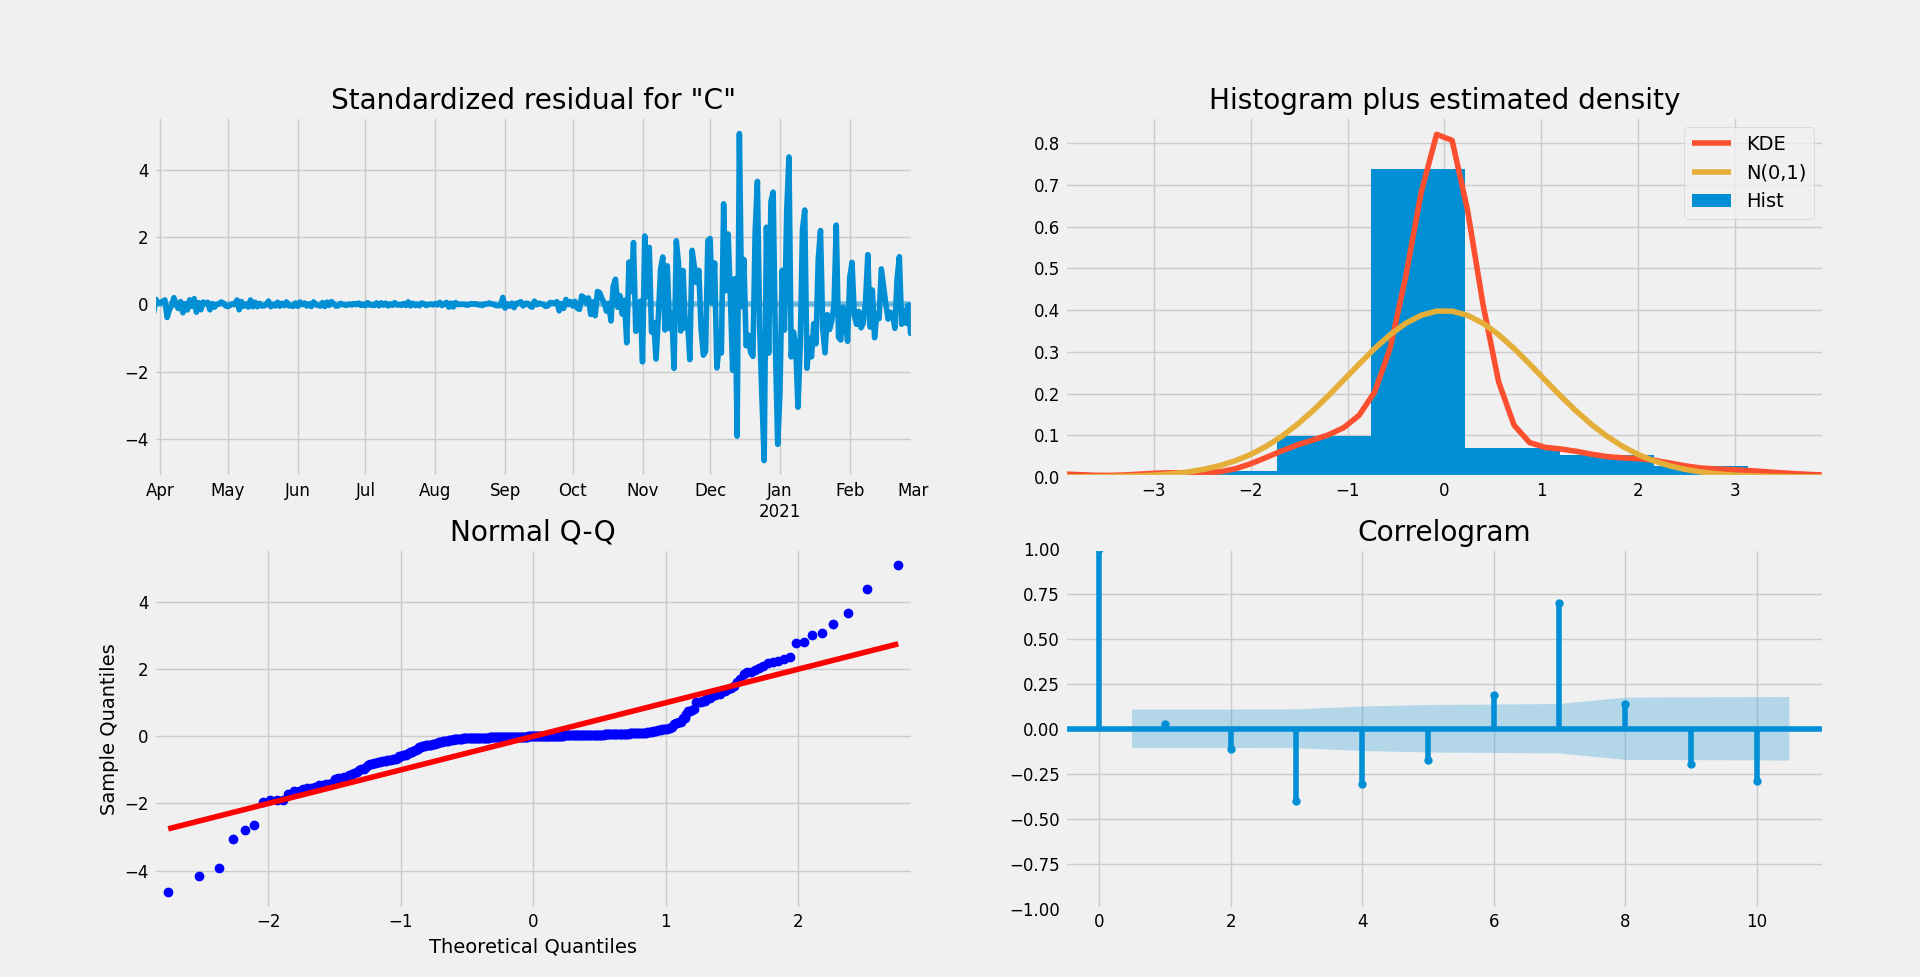 Standardized residual for "C"
4
2
0
−2
−4
Apr May Jun Jul Aug Sep Oct Nov Dec Jan Feb Mar
2021
Histogram plus estimated density
0.8
0.7
0.6
0.5
0.4
0.3
0.2
0.1
0.0
−3 −2 −1 0 1 2 3
KDE
N(0,1)
Hist
Normal Q-Q
Sample Quantiles
4
2
0
−2
−4
−2 −1 0 1 2
Theoretical Quantiles
Correlogram
1.00
0.75
0.50
0.25
0.00
−0.25
−0.50
−0.75
−1.00
0 2 4 6 8 10